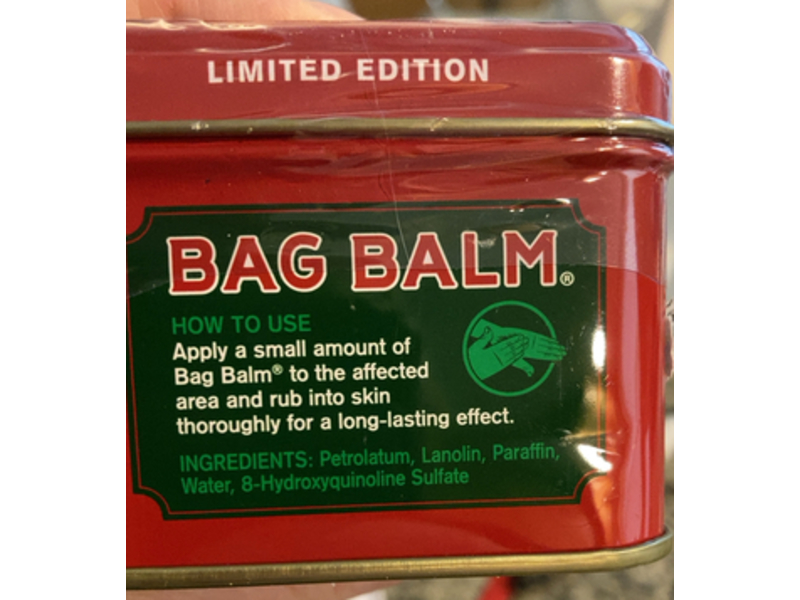 LIMITED EDITION
BAG BALM®
HOW TO USE
Apply a small amount of
Bag Balm® to the affected
area and rub into skin
thoroughly for a long-lasting effect.
INGREDIENTS: Petrolatum, Lanolin, Paraffin,
Water, 8-Hydroxyquinoline Sulfate